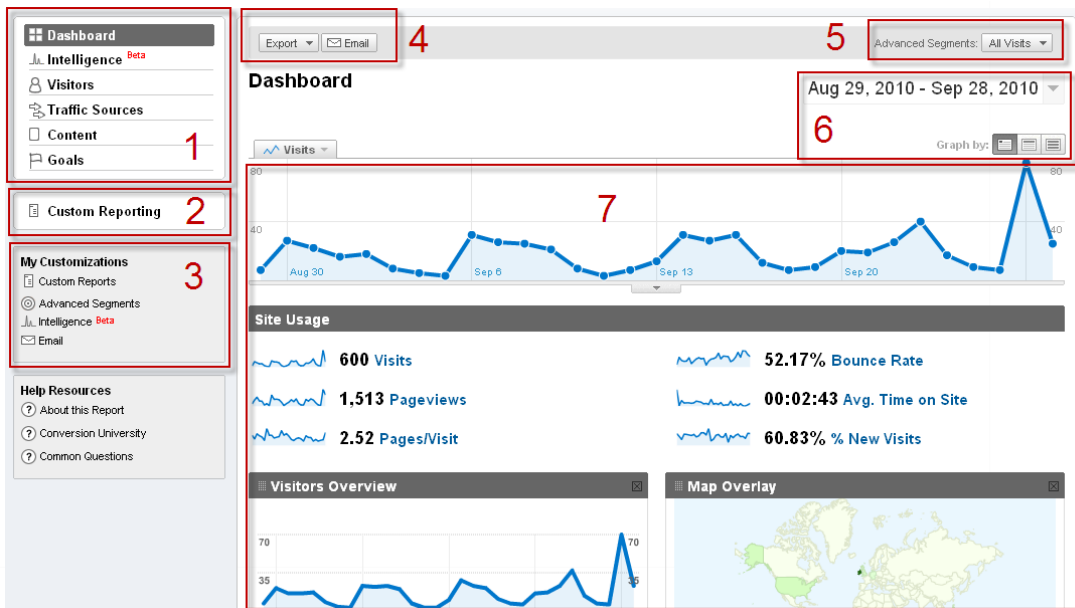 Dashboard
Intelligence Beta
Visitors
Traffic Sources
Content
Goals
1
Custom Reporting
2
My Customizations
Custom Reports
Advanced Segments
Intelligence Beta
Email
3
Help Resources
About this Report
Conversion University
Common Questions
Export
Email
4
5
Advanced Segments: All Visits
Dashboard
Aug 29, 2010 - Sep 28, 2010
6
Graph by:
Visits
80
80
7
40
40
Aug 30
Sep 6
Sep 13
Sep 20
Site Usage
600 Visits
52.17% Bounce Rate
1,513 Pageviews
00:02:43 Avg. Time on Site
2.52 Pages/Visit
60.83% % New Visits
Visitors Overview
70
70
35
35
Map Overlay